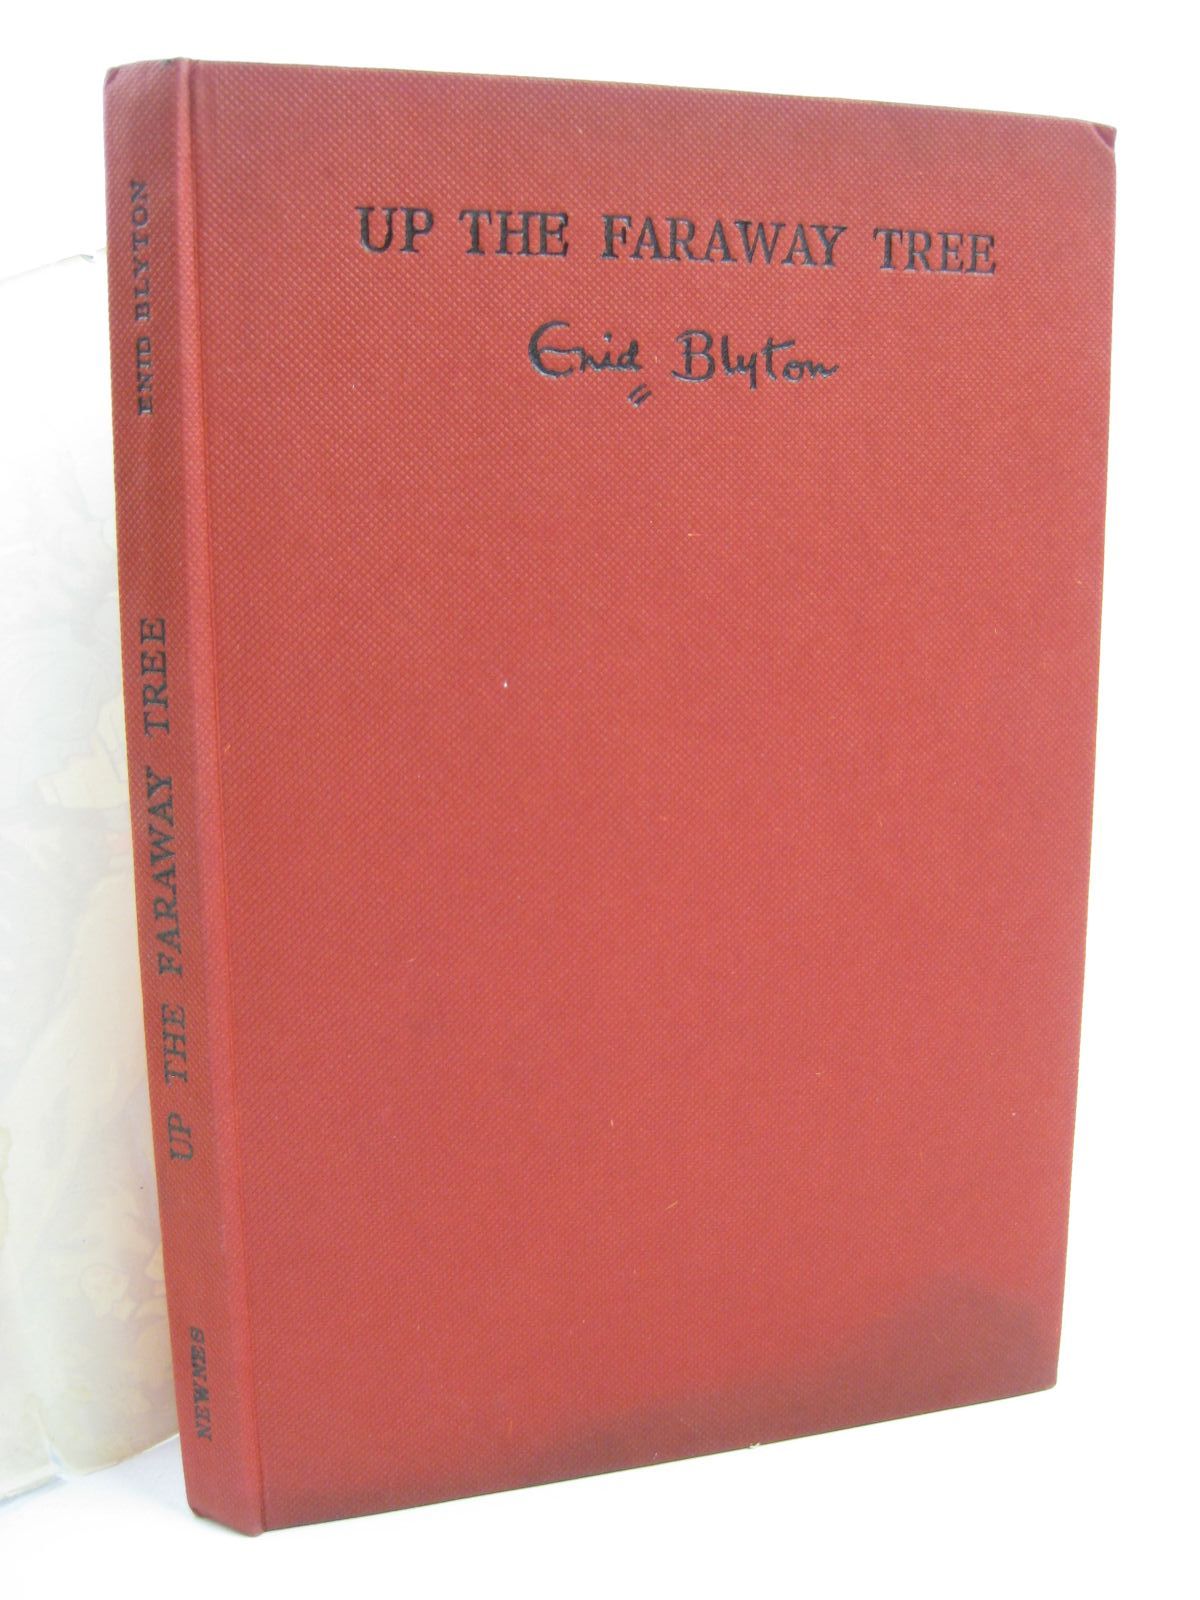 UP THE FARAWAY TREE
Enid Blyton
ENID BLYTON
UP THE FARAWAY TREE
NEWNES